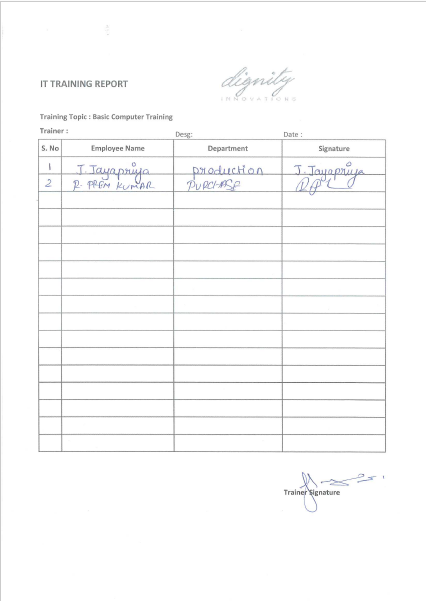 IT TRAINING REPORT
dignity
INNOVATIONS
Training Topic : Basic Computer Training
Trainer :
Desg:
Date :
S. No Employee Name Department Signature
1 J. Jayapriya production J. Jayapriya
2 R. PREM KUMAR PURCHASE
Trainer Signature